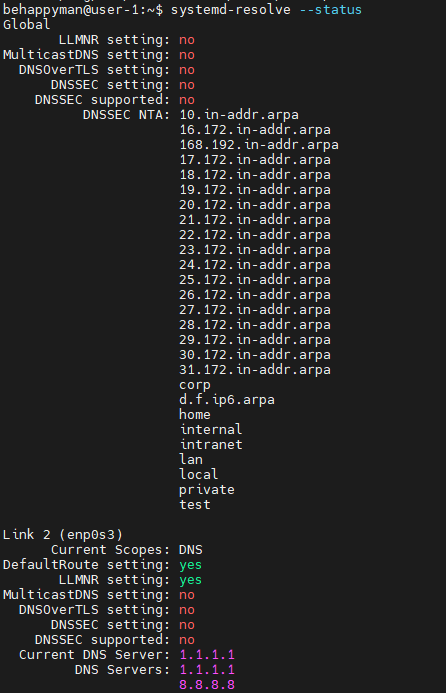 behappyman@user-1:~$ systemd-resolve --status
Global
LLMNR setting: no
MulticastDNS setting: no
DNSOverTLS setting: no
DNSSEC setting: no
DNSSEC supported: no
DNSSEC NTA: 10.in-addr.arpa
16.172.in-addr.arpa
168.192.in-addr.arpa
17.172.in-addr.arpa
18.172.in-addr.arpa
19.172.in-addr.arpa
20.172.in-addr.arpa
21.172.in-addr.arpa
22.172.in-addr.arpa
23.172.in-addr.arpa
24.172.in-addr.arpa
25.172.in-addr.arpa
26.172.in-addr.arpa
27.172.in-addr.arpa
28.172.in-addr.arpa
29.172.in-addr.arpa
30.172.in-addr.arpa
31.172.in-addr.arpa
corp
d.f.ip6.arpa
home
internal
intranet
lan
local
private
test
Link 2 (enp0s3)
Current Scopes: DNS
DefaultRoute setting: yes
LLMNR setting: yes
MulticastDNS setting: no
DNSOverTLS setting: no
DNSSEC setting: no
DNSSEC supported: no
Current DNS Server: 1.1.1.1
DNS Servers: 1.1.1.1
8.8.8.8